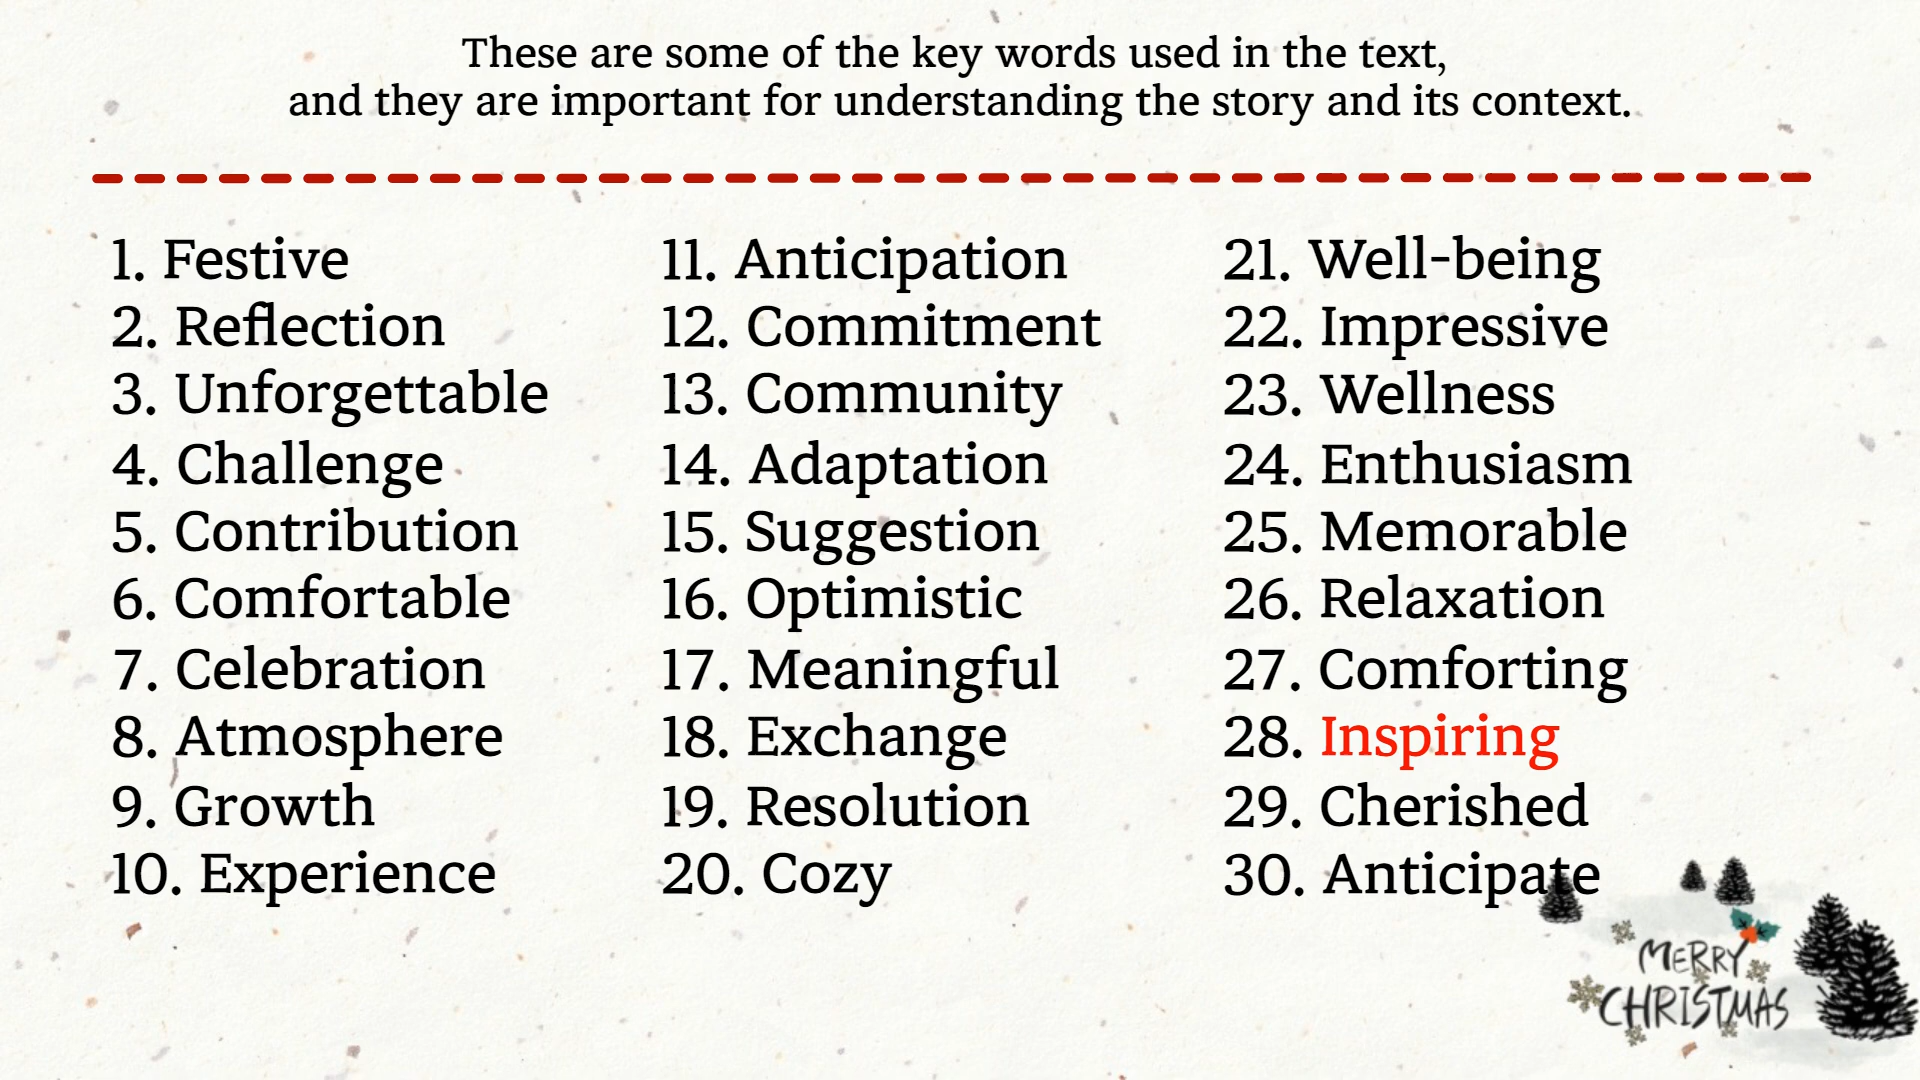 These are some of the key words used in the text,
and they are important for understanding the story and its context.
1. Festive
2. Reflection
3. Unforgettable
4. Challenge
5. Contribution
6. Comfortable
7. Celebration
8. Atmosphere
9. Growth
10. Experience
11. Anticipation
12. Commitment
13. Community
14. Adaptation
15. Suggestion
16. Optimistic
17. Meaningful
18. Exchange
19. Resolution
20. Cozy
21. Well-being
22. Impressive
23. Wellness
24. Enthusiasm
25. Memorable
26. Relaxation
27. Comforting
28. Inspiring
29. Cherished
30. Anticipate
MERRY
CHRISTMAS